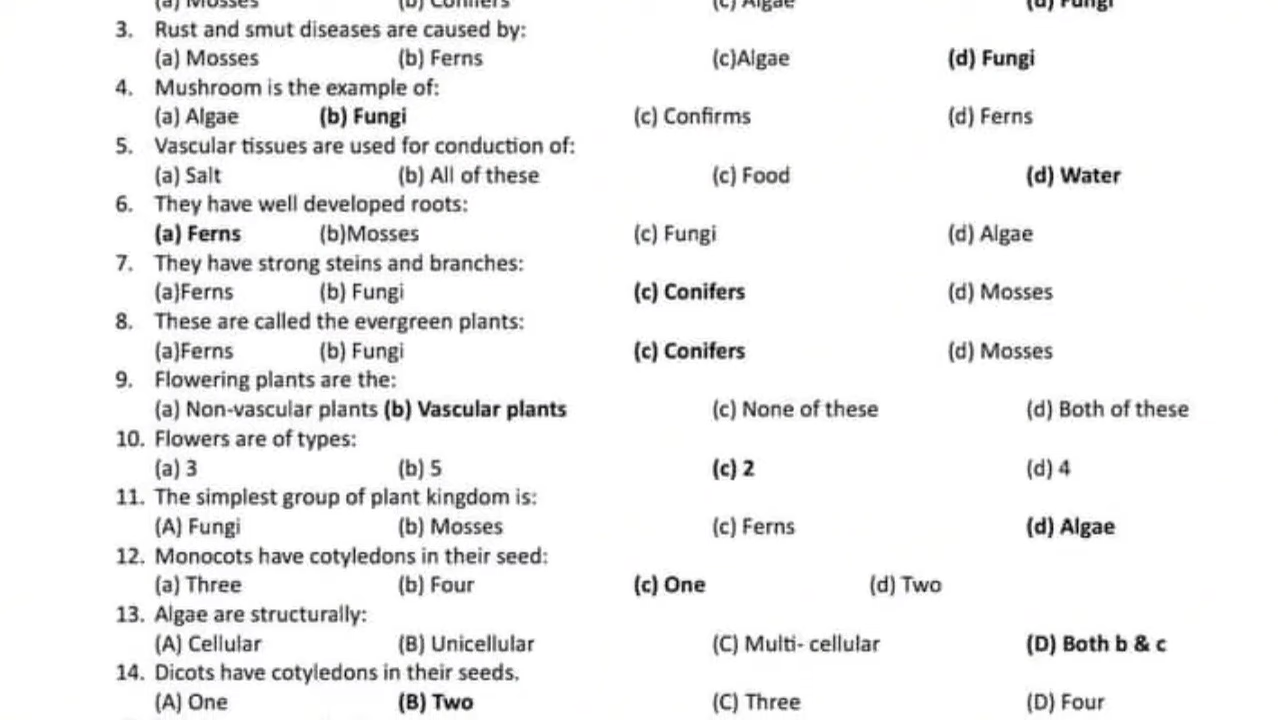 (a) Mosses (b) Conifers (c) Algae (d) Fungi
3. Rust and smut diseases are caused by:
(a) Mosses (b) Ferns (c)Algae (d) Fungi
4. Mushroom is the example of:
(a) Algae (b) Fungi (c) Confirms (d) Ferns
5. Vascular tissues are used for conduction of:
(a) Salt (b) All of these (c) Food (d) Water
6. They have well developed roots:
(a) Ferns (b)Mosses (c) Fungi (d) Algae
7. They have strong steins and branches:
(a)Ferns (b) Fungi (c) Conifers (d) Mosses
8. These are called the evergreen plants:
(a)Ferns (b) Fungi (c) Conifers (d) Mosses
9. Flowering plants are the:
(a) Non-vascular plants (b) Vascular plants (c) None of these (d) Both of these
10. Flowers are of types:
(a) 3 (b) 5 (c) 2 (d) 4
11. The simplest group of plant kingdom is:
(A) Fungi (b) Mosses (c) Ferns (d) Algae
12. Monocots have cotyledons in their seed:
(a) Three (b) Four (c) One (d) Two
13. Algae are structurally:
(A) Cellular (B) Unicellular (C) Multi- cellular (D) Both b & c
14. Dicots have cotyledons in their seeds.
(A) One (B) Two (C) Three (D) Four